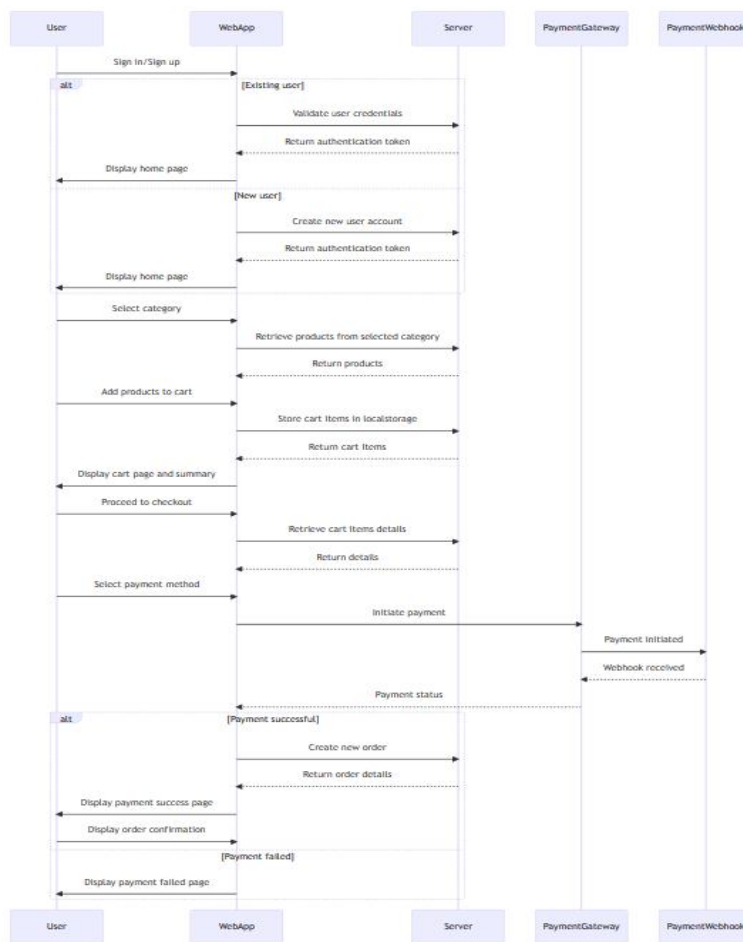 User WebApp Server PaymentGateway PaymentWebhook
Sign in/Sign up
alt [Existing user]
Validate user credentials
Return authentication token
Display home page
[New user]
Create new user account
Return authentication token
Display home page
Select category
Retrieve products from selected category
Return products
Add products to cart
Store cart items in localstorage
Return cart items
Display cart page and summary
Proceed to checkout
Retrieve cart items details
Return details
Select payment method
Initiate payment
Payment initiated
Webhook received
Payment status
alt [Payment successful]
Create new order
Return order details
Display payment success page
Display order confirmation
[Payment failed]
Display payment failed page
User WebApp Server PaymentGateway PaymentWebhook